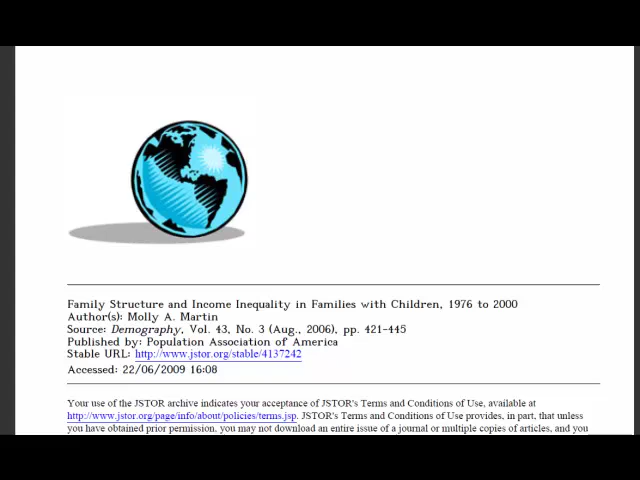 Family Structure and Income Inequality in Families with Children, 1976 to 2000
Author(s): Molly A. Martin
Source: Demography, Vol. 43, No. 3 (Aug., 2006), pp. 421-445
Published by: Population Association of America
Stable URL: http://www.jstor.org/stable/4137242
Accessed: 22/06/2009 16:08
Your use of the JSTOR archive indicates your acceptance of JSTOR's Terms and Conditions of Use, available at
http://www.jstor.org/page/info/about/policies/terms.jsp. JSTOR's Terms and Conditions of Use provides, in part, that unless
you have obtained prior permission, you may not download an entire issue of a journal or multiple copies of articles, and you